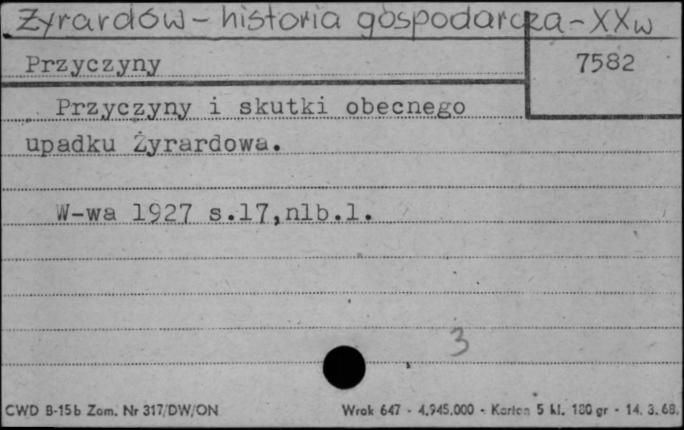 Żyrardów - historia gospodarcza - XXw
Przyczyny
7582
Przyczyny i skutki obecnego
upadku Żyrardowa.
W-wa 1927 s.17,nlb.1.
3
CWD B-15b Zam. Nr 317/DW/ON
Wrok 647 - 4.945.000 - Karton 5 kl. 180 gr - 14. 3. 68.